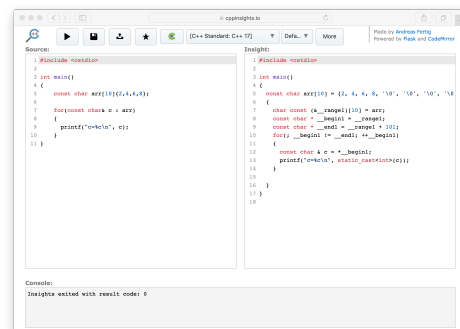 cppinsights.io
[C++ Standard: C++ 17]
Defa...
More
Made by Andreas Fertig
Powered by Flask and CodeMirror
Source:
1 #include <cstdio>
2
3 int main()
4 {
5 const char arr[10]{2,4,6,8};
6
7 for(const char& c : arr)
8 {
9 printf("c=%c\n", c);
10 }
11 }
Insight:
1 #include <cstdio>
2
3 int main()
4 {
5 const char arr[10] = {2, 4, 6, 8, '\0', '\0', '\0', '\0
6 {
7 char const (&__range1)[10] = arr;
8 const char * __begin1 = __range1;
9 const char * __end1 = __range1 + 10l;
10 for(; __begin1 != __end1; ++__begin1)
11 {
12 const char & c = *__begin1;
13 printf("c=%c\n", static_cast<int>(c));
14 }
15
16 }
17 }
18
Console:
Insights exited with result code: 0